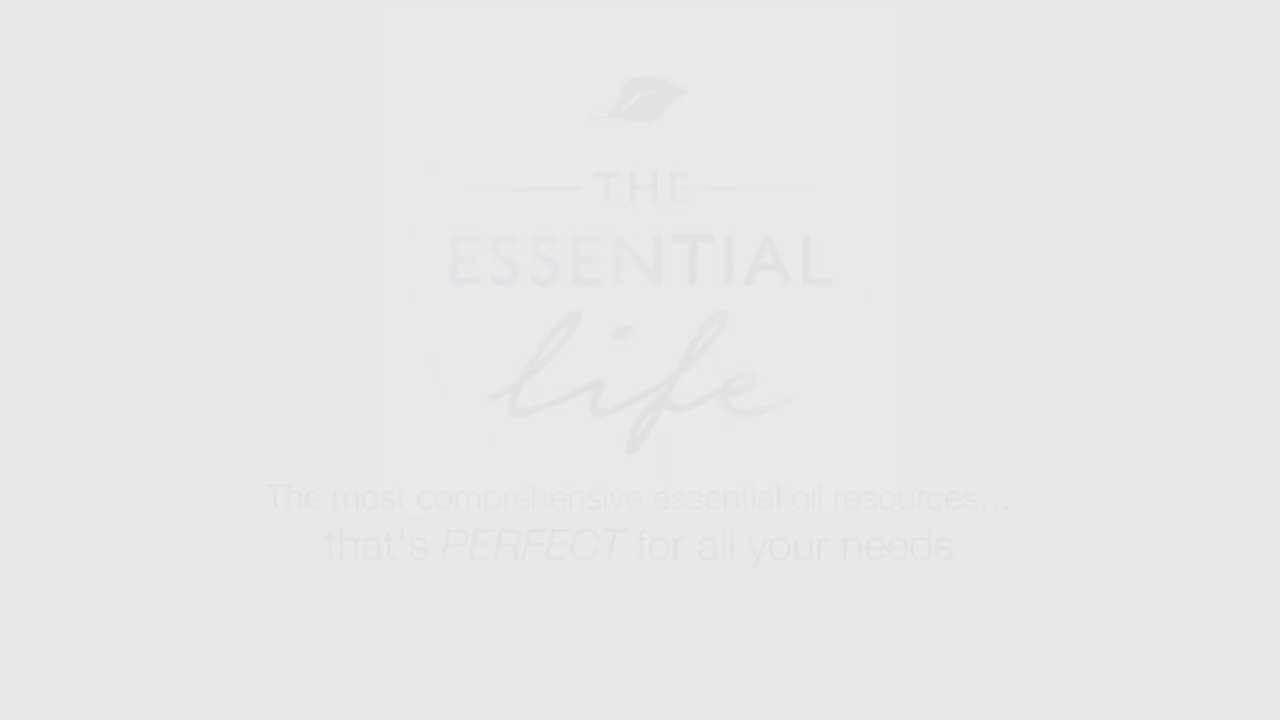 THE
ESSENTIAL
life
The most comprehensive essential oil resources...
that's PERFECT for all your needs